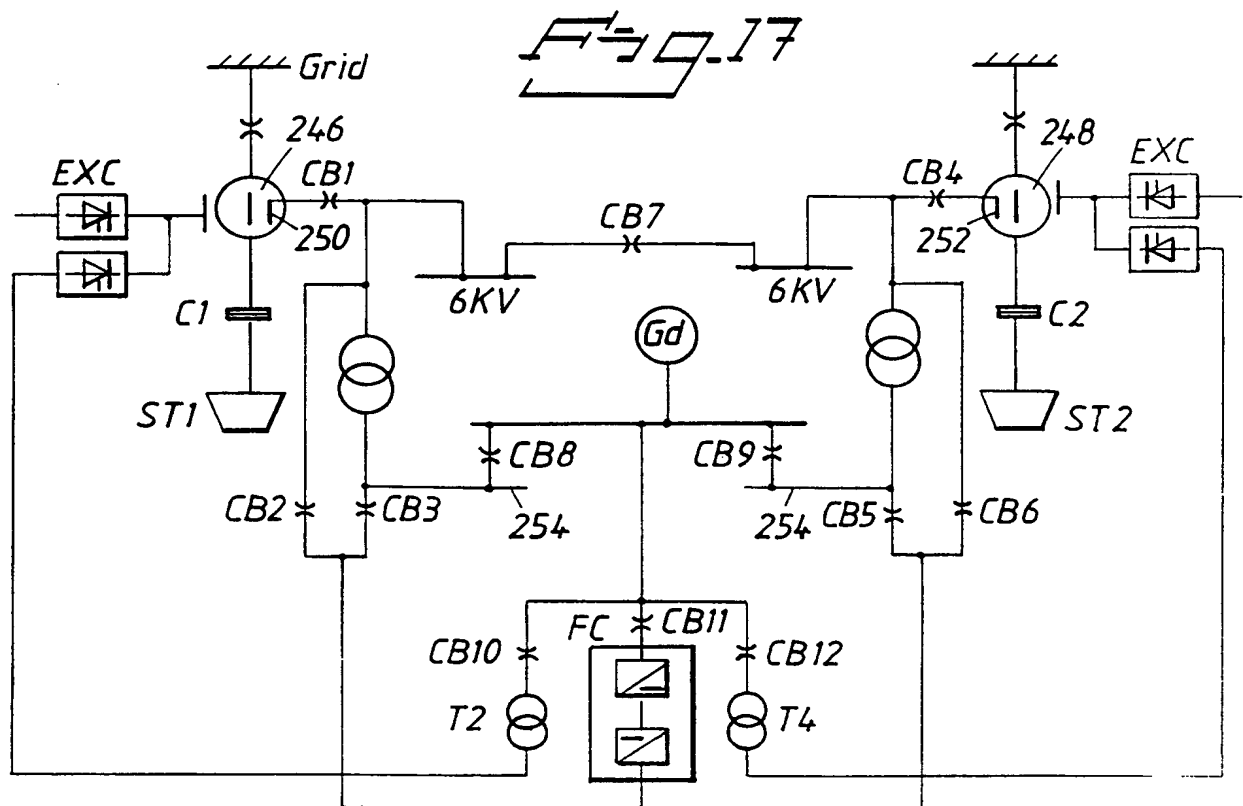 Fig. 17
Grid
246
248
EXC
EXC
CB1
CB4
CB7
250
252
6KV
6KV
C1
C2
Gd
ST1
ST2
CB8
CB9
CB2
CB3
254
254
CB5
CB6
FC
CB11
CB10
CB12
T2
T4